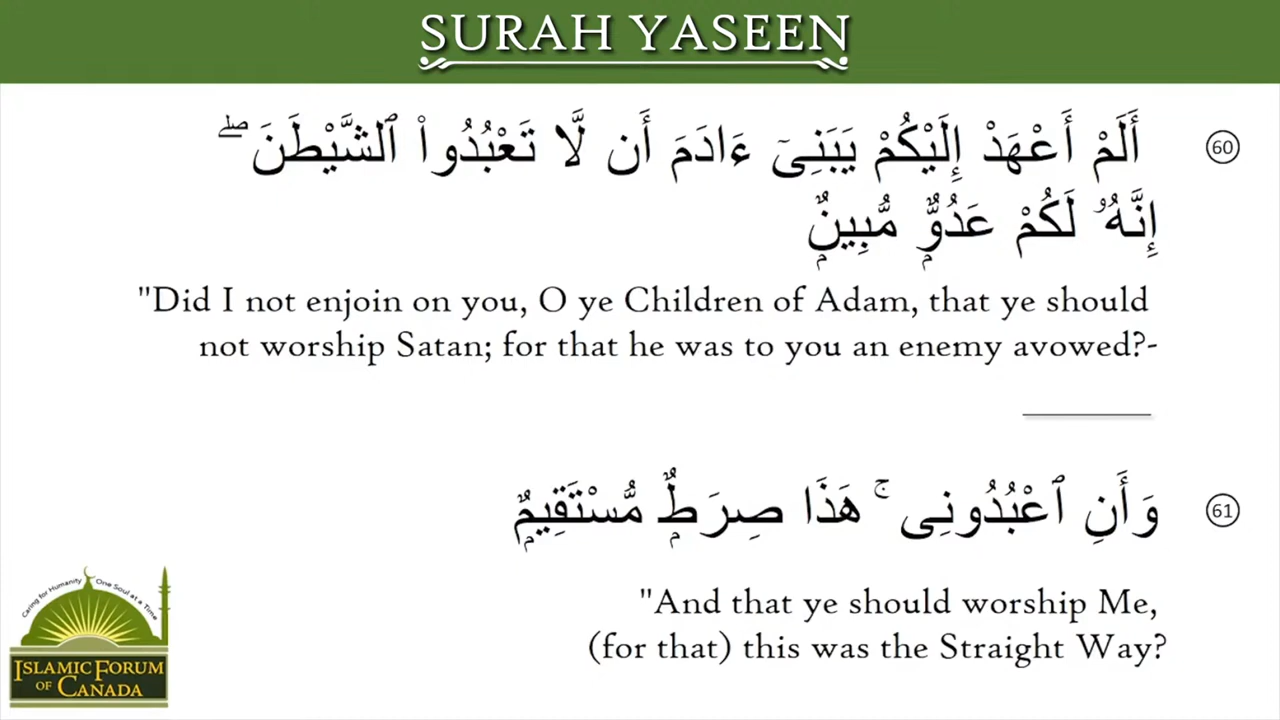 SURAH YASEEN
أَلَمْ أَعْهَدْ إِلَيْكُمْ يَبَنِىٓ ءَادَمَ أَن لَّا تَعْبُدُوا۟ ٱلشَّيْطَنَ ۖ
60
إِنَّهُۥ لَكُمْ عَدُوٌّۭ مُّبِينٌۭ
"Did I not enjoin on you, O ye Children of Adam, that ye should
not worship Satan; for that he was to you an enemy avowed?-
وَأَنِ ٱعْبُدُونِى ۚ هَذَا صِرَطٌۭ مُّسْتَقِيمٌۭ
61
"And that ye should worship Me,
(for that) this was the Straight Way?
Caring for Humanity One Soul at a Time
ISLAMIC FORUM
OF CANADA